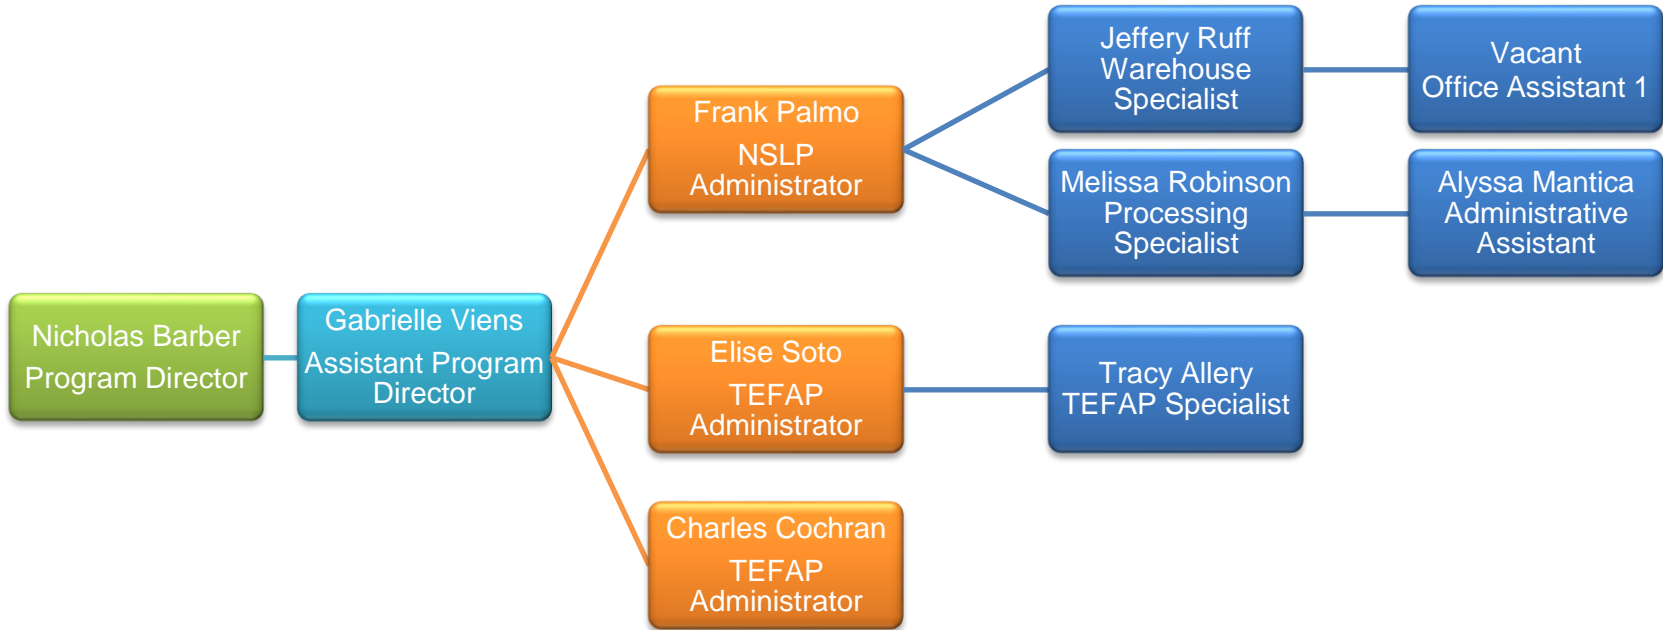 Nicholas Barber
Program Director
Gabrielle Viens
Assistant Program
Director
Frank Palmo
NSLP
Administrator
Jeffery Ruff
Warehouse
Specialist
Vacant
Office Assistant 1
Melissa Robinson
Processing
Specialist
Alyssa Mantica
Administrative
Assistant
Elise Soto
TEFAP
Administrator
Tracy Allery
TEFAP Specialist
Charles Cochran
TEFAP
Administrator